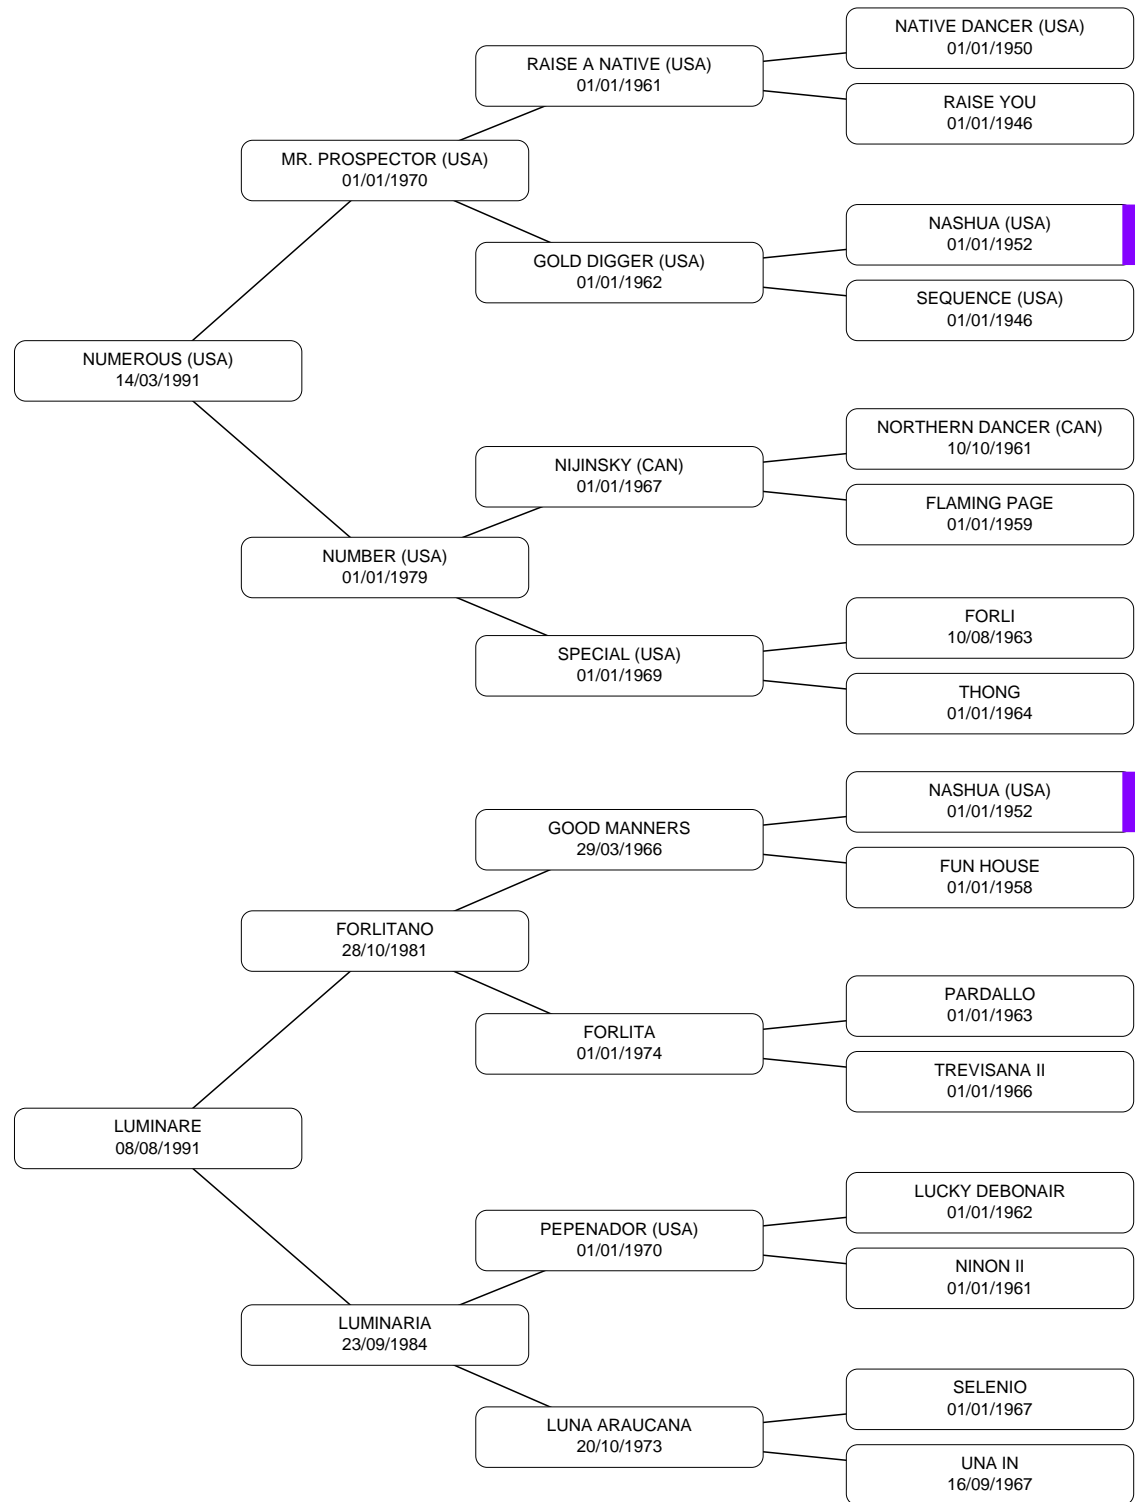 NATIVE DANCER (USA)
01/01/1950
RAISE A NATIVE (USA)
01/01/1961
RAISE YOU
01/01/1946
MR. PROSPECTOR (USA)
01/01/1970
NASHUA (USA)
01/01/1952
GOLD DIGGER (USA)
01/01/1962
SEQUENCE (USA)
01/01/1946
NUMEROUS (USA)
14/03/1991
NORTHERN DANCER (CAN)
10/10/1961
NIJINSKY (CAN)
01/01/1967
FLAMING PAGE
01/01/1959
NUMBER (USA)
01/01/1979
FORLI
10/08/1963
SPECIAL (USA)
01/01/1969
THONG
01/01/1964
NASHUA (USA)
01/01/1952
GOOD MANNERS
29/03/1966
FUN HOUSE
01/01/1958
FORLITANO
28/10/1981
PARDALLO
01/01/1963
FORLITA
01/01/1974
TREVISANA II
01/01/1966
LUMINARE
08/08/1991
LUCKY DEBONAIR
01/01/1962
PEPENADOR (USA)
01/01/1970
NINON II
01/01/1961
LUMINARIA
23/09/1984
SELENIO
01/01/1967
LUNA ARAUCANA
20/10/1973
UNA IN
16/09/1967